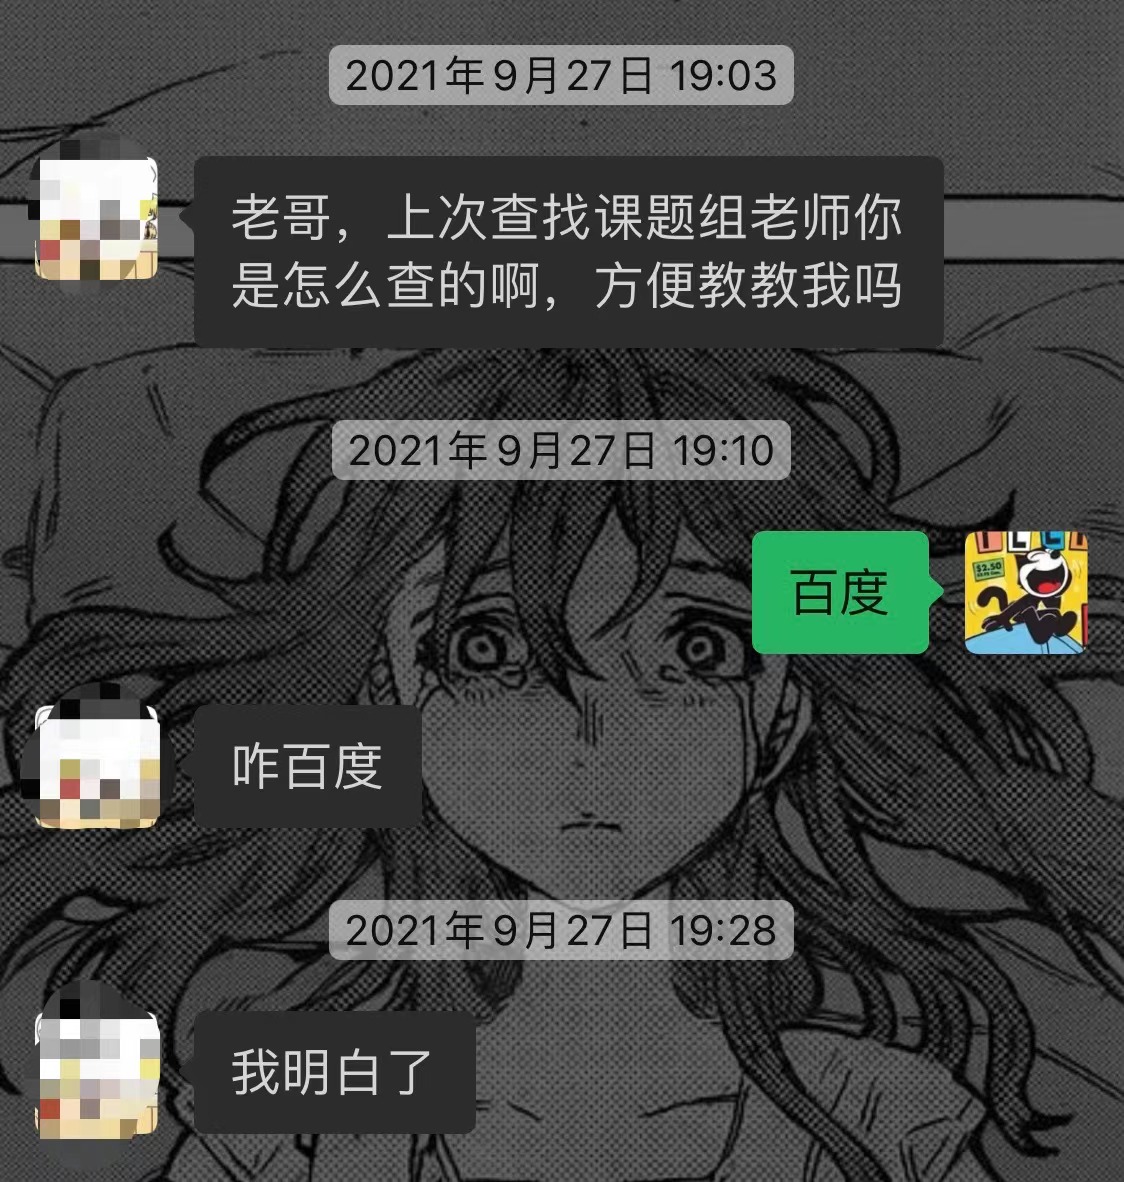 2021年9月27日 19:03
老哥，上次查找课题组老师你
是怎么查的啊，方便教教我吗
2021年9月27日 19:10
百度
$2.50
咋百度
2021年9月27日 19:28
我明白了